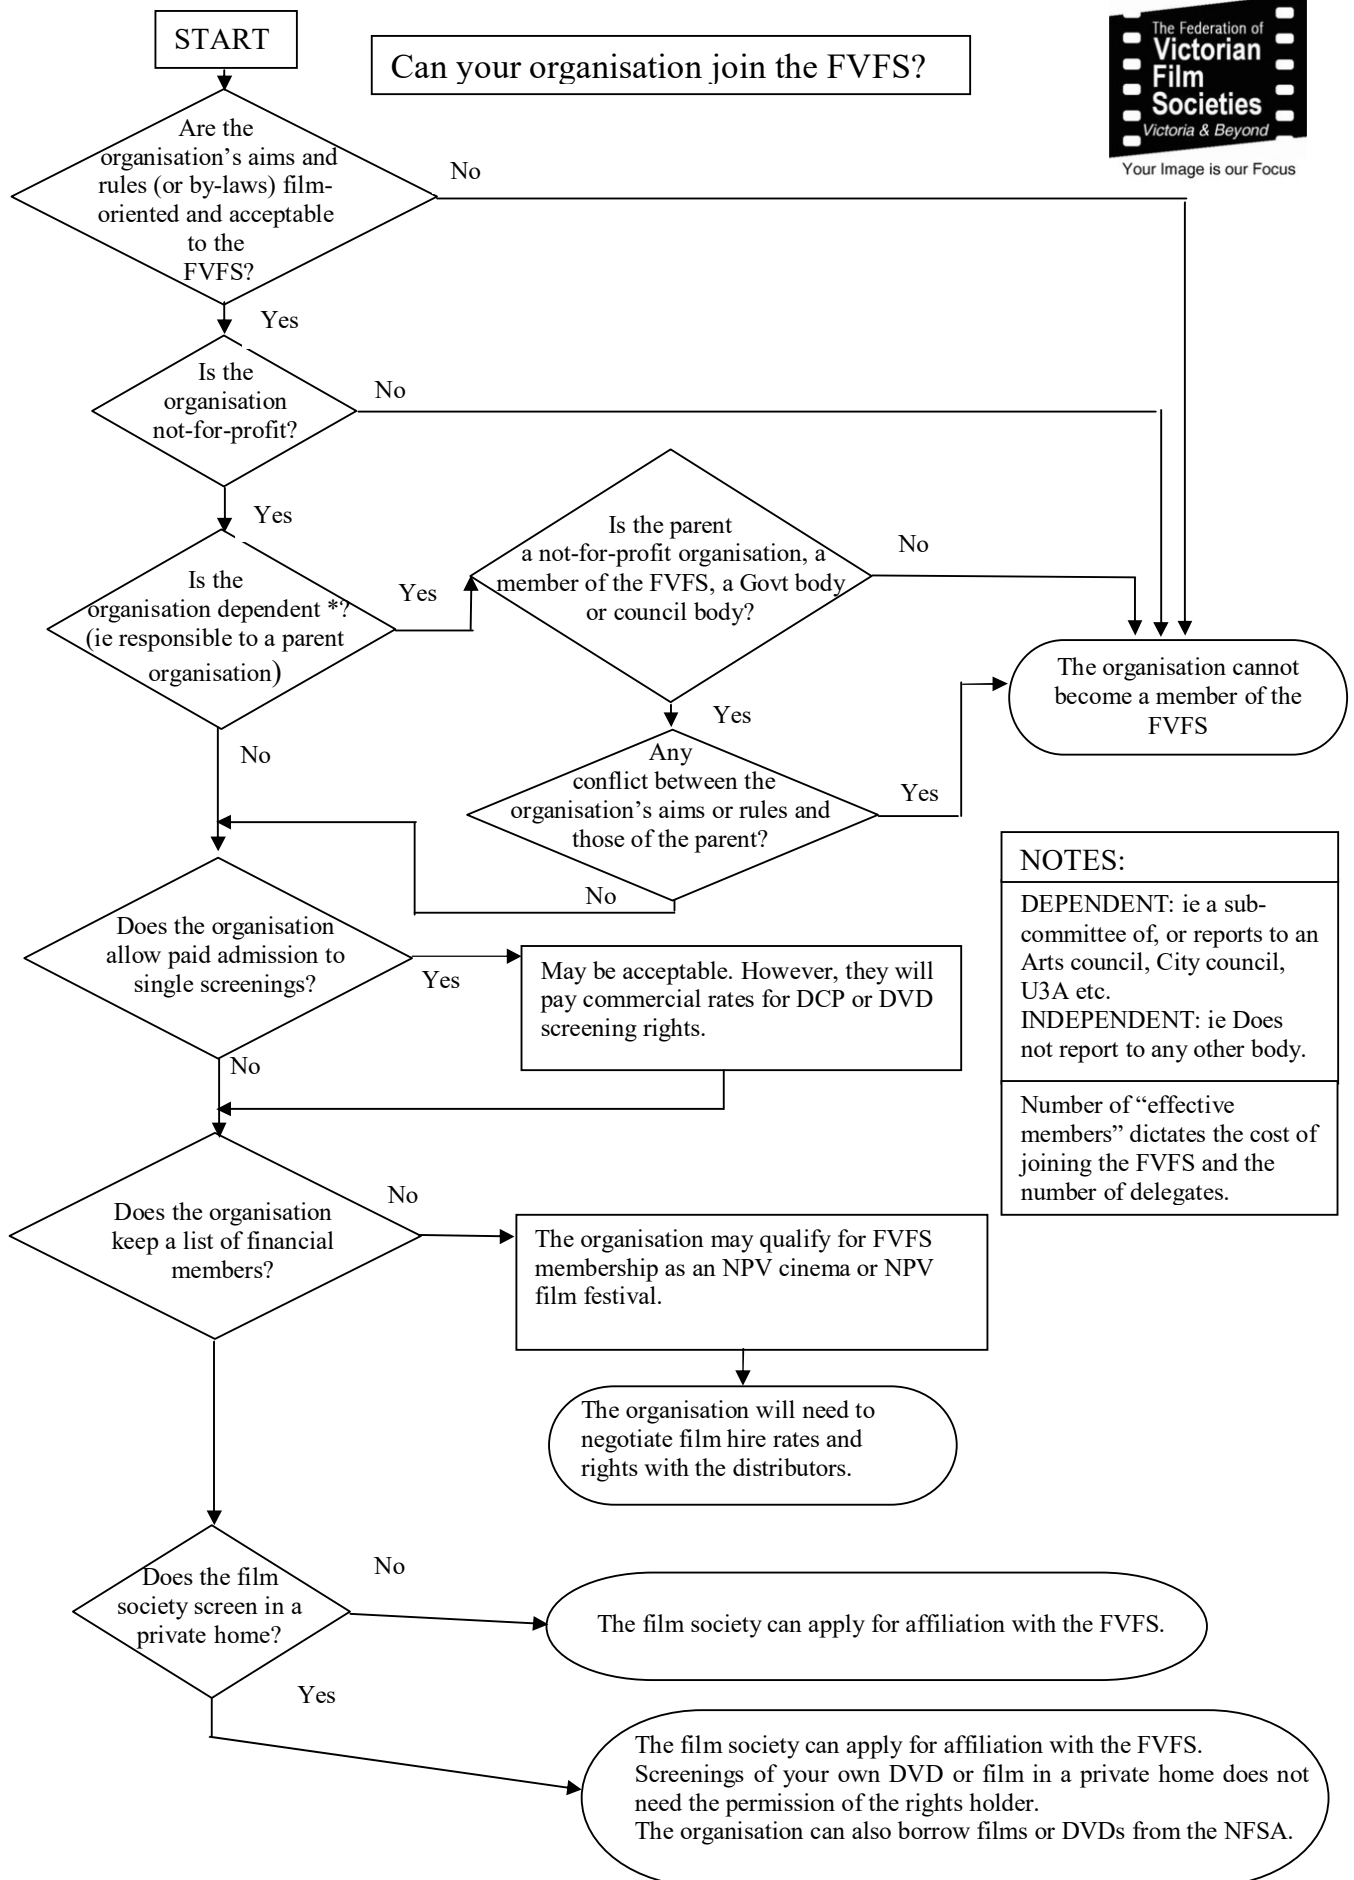 START
Can your organisation join the FVFS?
The Federation of
Victorian
Film
Societies
Victoria & Beyond
Your Image is our Focus
Are the
organisation’s aims and
rules (or by-laws) film-
oriented and acceptable
to the
FVFS?
No
Yes
Is the
organisation
not-for-profit?
No
Yes
Is the
organisation dependent *?
(ie responsible to a parent
organisation)
Yes
No
Is the parent
a not-for-profit organisation, a
member of the FVFS, a Govt body
or council body?
No
Yes
The organisation cannot
become a member of the
FVFS
Any
conflict between the
organisation’s aims or rules and
those of the parent?
Yes
No
NOTES:
DEPENDENT: ie a sub-
committee of, or reports to an
Arts council, City council,
U3A etc.
INDEPENDENT: ie Does
not report to any other body.
Number of “effective
members” dictates the cost of
joining the FVFS and the
number of delegates.
Does the organisation
allow paid admission to
single screenings?
Yes
No
May be acceptable. However, they will
pay commercial rates for DCP or DVD
screening rights.
Does the organisation
keep a list of financial
members?
No
The organisation may qualify for FVFS
membership as an NPV cinema or NPV
film festival.
The organisation will need to
negotiate film hire rates and
rights with the distributors.
Does the film
society screen in a
private home?
No
The film society can apply for affiliation with the FVFS.
Yes
The film society can apply for affiliation with the FVFS.
Screenings of your own DVD or film in a private home does not
need the permission of the rights holder.
The organisation can also borrow films or DVDs from the NFSA.